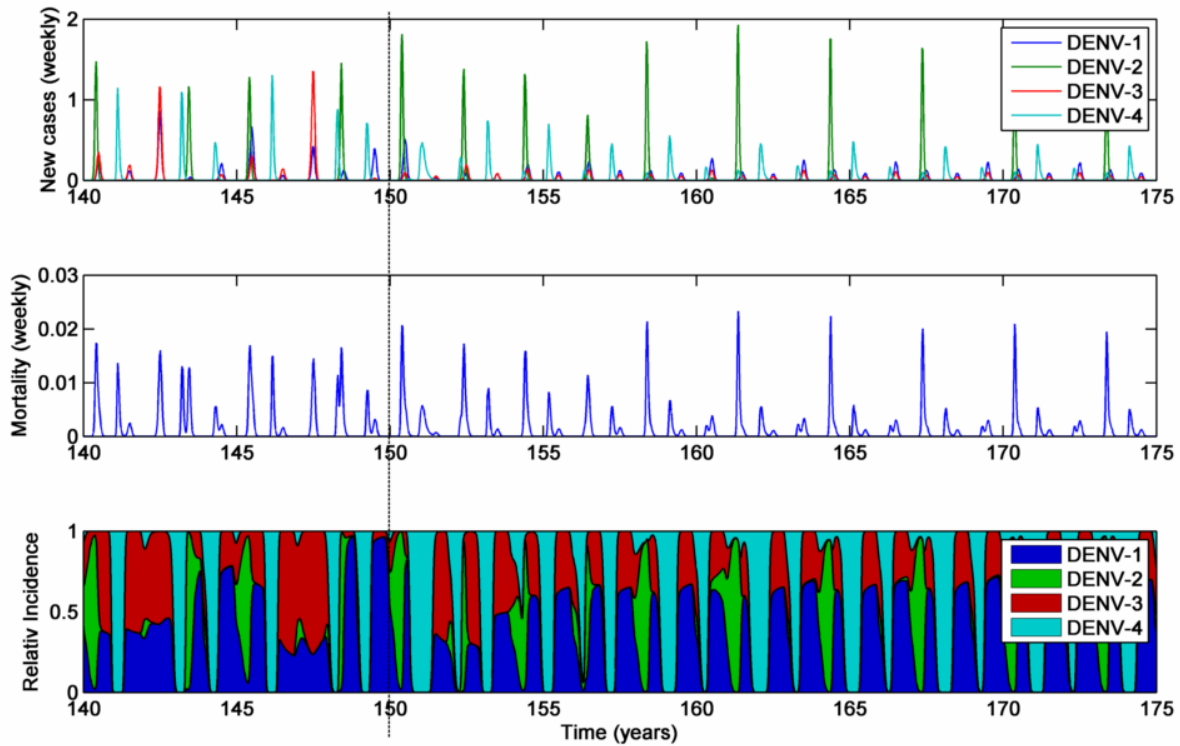 New cases (weekly)
2
1
0
DENV-1
DENV-2
DENV-3
DENV-4
140 145 150 155 160 165 170 175
Mortality (weekly)
0.03
0.02
0.01
0
140 145 150 155 160 165 170 175
Relativ Incidence
1
0.5
0
DENV-1
DENV-2
DENV-3
DENV-4
140 145 150 155 160 165 170 175
Time (years)